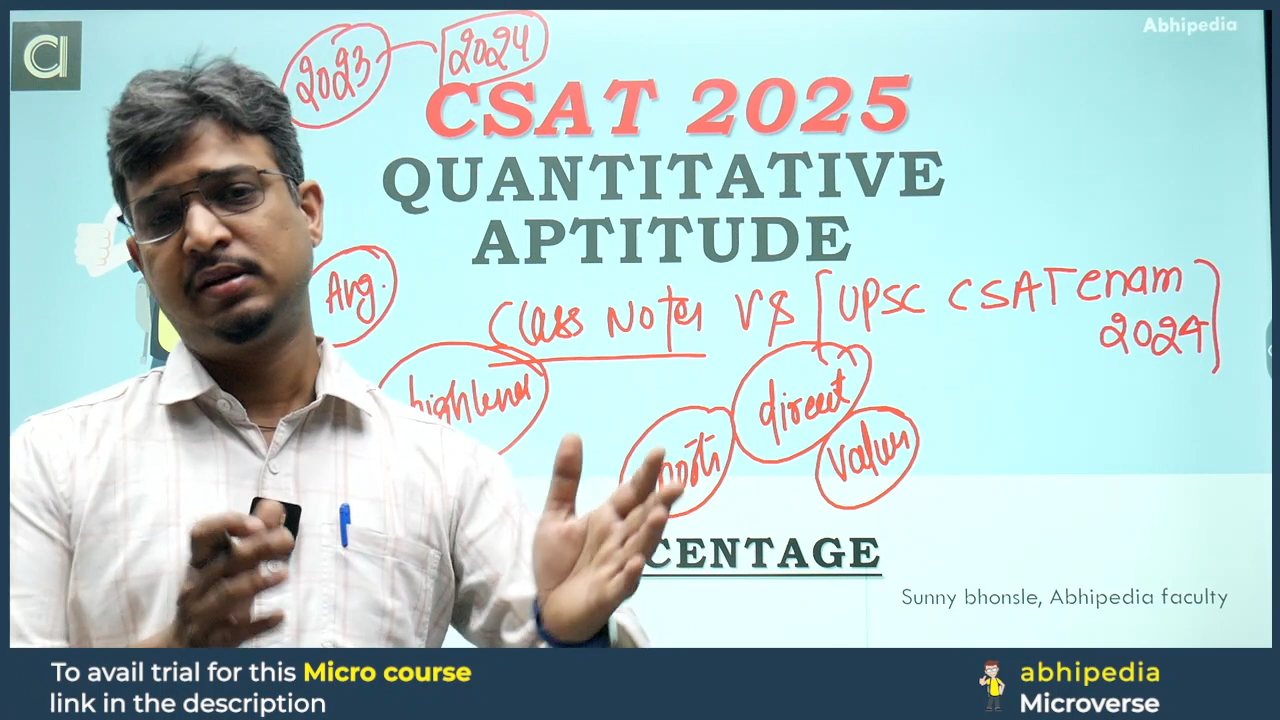 Abhipedia
2023 2024
CSAT 2025
QUANTITATIVE
APTITUDE
Avg.
Class Notes VS [UPSC CSAT exam
2024]
direct
values
CENTAGE
Sunny bhonsle, Abhipedia faculty
To avail trial for this Micro course
link in the description
abhipedia
Microverse